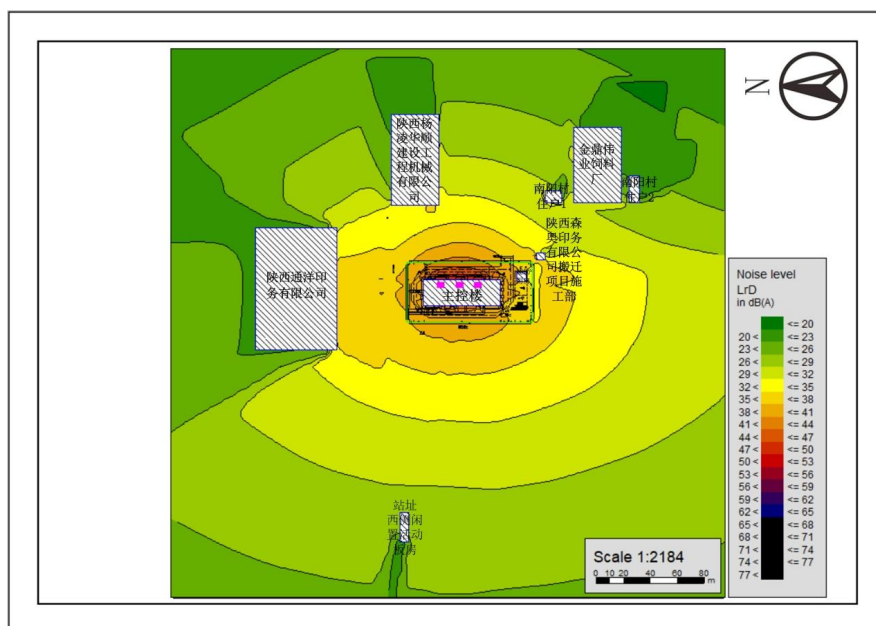 N
陕西杨
凌华顺
建设工
程机械
有限公
司
金鼎伟
业饲料
厂
南阳村
住户1
南阳村
住户2
陕西森
奥印务
有限公
司搬迁
项目施
工部
陕西通洋印
务有限公司
主控楼
站址
西侧闲
置活动
板房
Noise level
LrD
in dB(A)
<= 20
20 < <= 23
23 < <= 26
26 < <= 29
29 < <= 32
32 < <= 35
35 < <= 38
38 < <= 41
41 < <= 44
44 < <= 47
47 < <= 50
50 < <= 53
53 < <= 56
56 < <= 59
59 < <= 62
62 < <= 65
65 < <= 68
68 < <= 71
71 < <= 74
74 < <= 77
77 <
Scale 1:2184
0 10 20 40 60 80
m